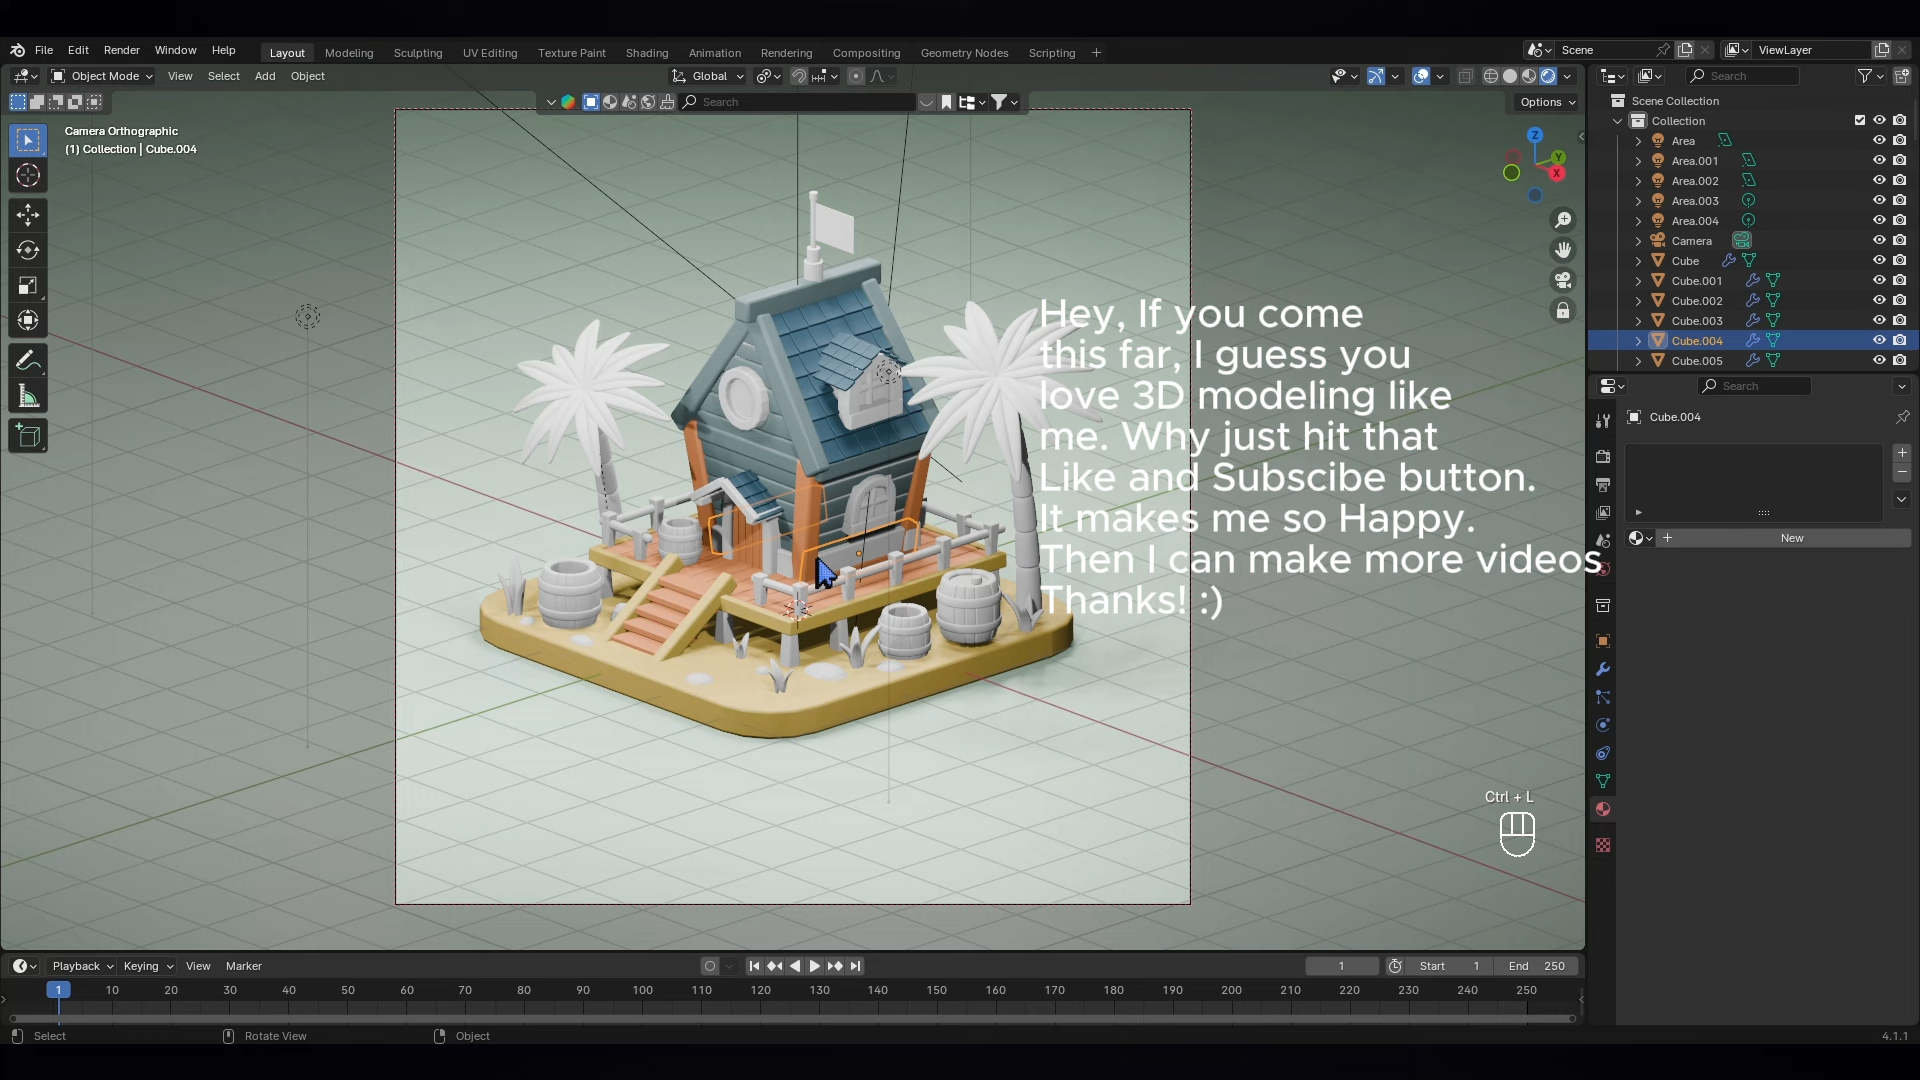 File Edit Render Window Help Layout Modeling Sculpting UV Editing Texture Paint Shading Animation Rendering Compositing Geometry Nodes Scripting + Scene ViewLayer
Object Mode View Select Add Object Global Search
Search Options
Camera Orthographic
(1) Collection | Cube.004
Z
Y
X
Scene Collection
Collection
Area
Area.001
Area.002
Area.003
Area.004
Camera
Cube
Cube.001
Cube.002
Cube.003
Cube.004
Cube.005
Search
Cube.004
New
Hey, If you come
this far, I guess you
love 3D modeling like
me. Why just hit that
Like and Subscibe button.
It makes me so Happy.
Then I can make more videos
Thanks! :)
Ctrl + L
Playback Keying View Marker 1 Start 1 End 250
1 10 20 30 40 50 60 70 80 90 100 110 120 130 140 150 160 170 180 190 200 210 220 230 240 250
Select Rotate View Object 4.1.1